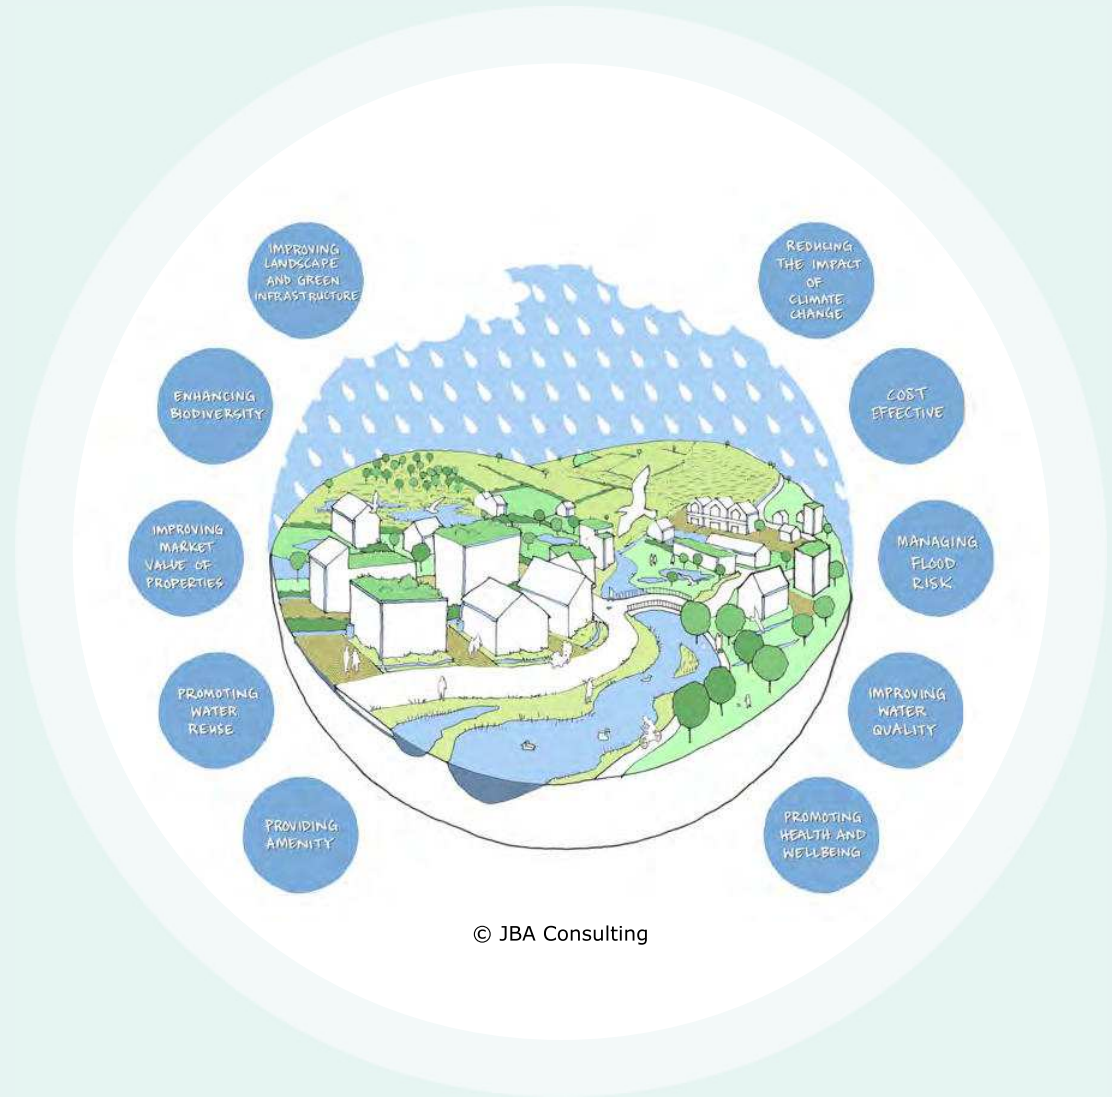 IMPROVING
LANDSCAPE
AND GREEN
INFRASTRUCTURE
ENHANCING
BIODIVERSITY
IMPROVING
MARKET
VALUE OF
PROPERTIES
PROMOTING
WATER
REUSE
PROVIDING
AMENITY
REDUCING
THE IMPACT
OF
CLIMATE
CHANGE
COST
EFFECTIVE
MANAGING
FLOOD
RISK
IMPROVING
WATER
QUALITY
PROMOTING
HEALTH AND
WELLBEING
© JBA Consulting